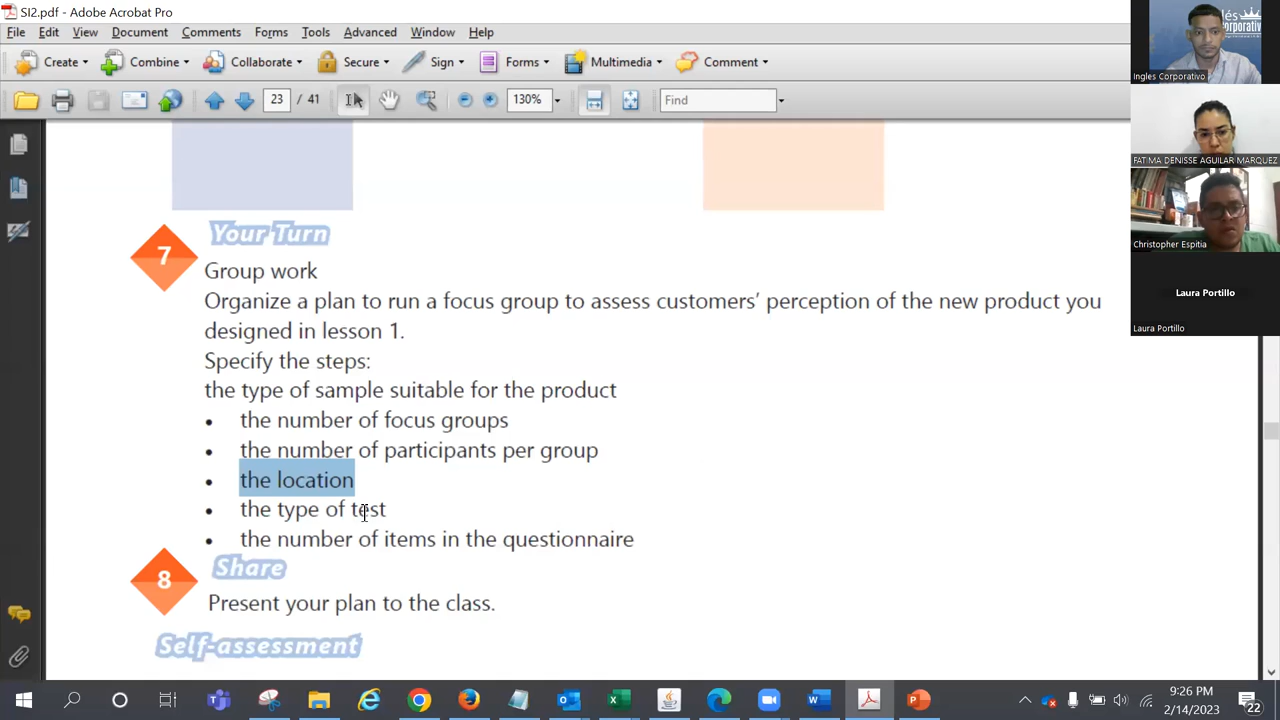 SI2.pdf - Adobe Acrobat Pro
File Edit View Document Comments Forms Tools Advanced Window Help
Create Combine Collaborate Secure Sign Forms Multimedia Comment
23 / 41 130% Find
7 Your Turn
Group work
Organize a plan to run a focus group to assess customers' perception of the new product you
designed in lesson 1.
Specify the steps:
the type of sample suitable for the product
• the number of focus groups
• the number of participants per group
• the location
• the type of test
• the number of items in the questionnaire
8 Share
Present your plan to the class.
Self-assessment
lés
corporativo
Ingles Corporativo
FATIMA DENISSE AGUILAR MARQUEZ
Christopher Espitia
Laura Portillo
Laura Portillo
9:26 PM
2/14/2023
22